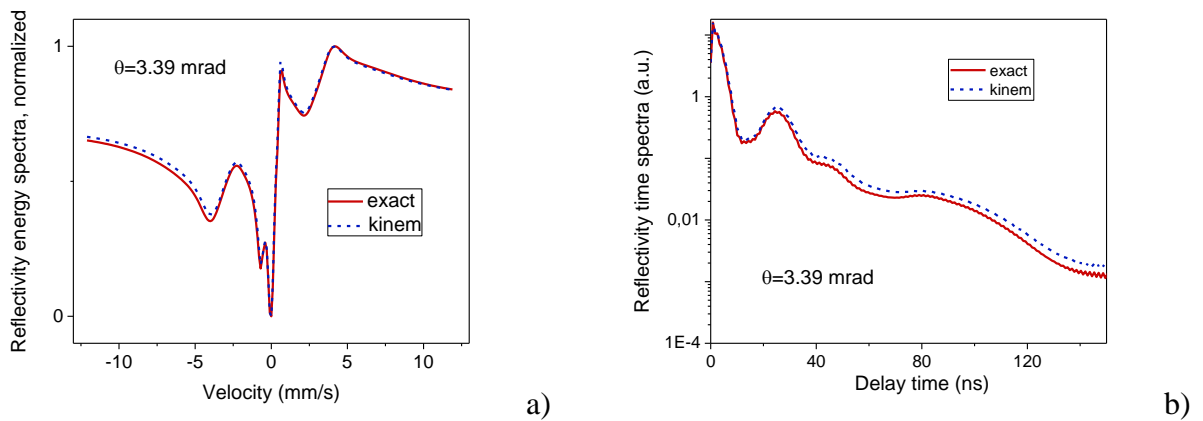 Reflectivity energy spectra, normalized
1
0
θ=3.39 mrad
exact
kinem
-10 -5 0 5 10
Velocity (mm/s)
a)
Reflectivity time spectra (a.u.)
1
0,01
1E-4
exact
kinem
θ=3.39 mrad
0 40 80 120
Delay time (ns)
b)